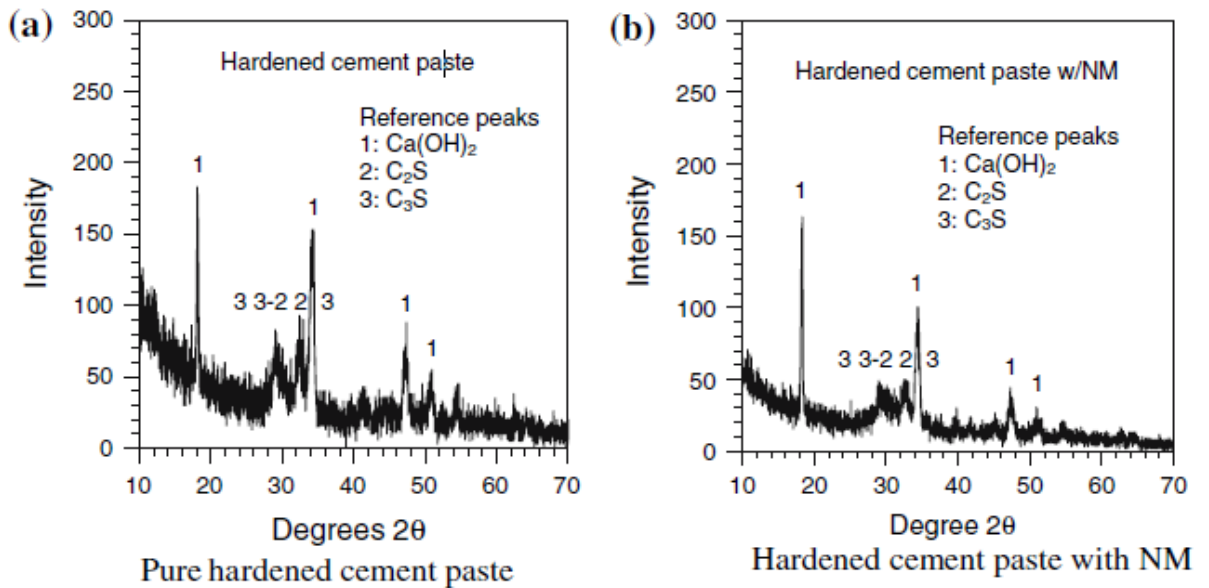 (a)
300
250
200
150
100
50
0
Intensity
Hardened cement paste
Reference peaks
1: Ca(OH)₂
2: C₂S
3: C₃S
1
1
3 3-2 2 3
1
1
10 20 30 40 50 60 70
Degrees 2θ
Pure hardened cement paste
(b)
300
250
200
150
100
50
0
Intensity
Hardened cement paste w/NM
Reference peaks
1: Ca(OH)₂
2: C₂S
3: C₃S
1
1
3 3-2 2 3
1
1
10 20 30 40 50 60 70
Degree 2θ
Hardened cement paste with NM